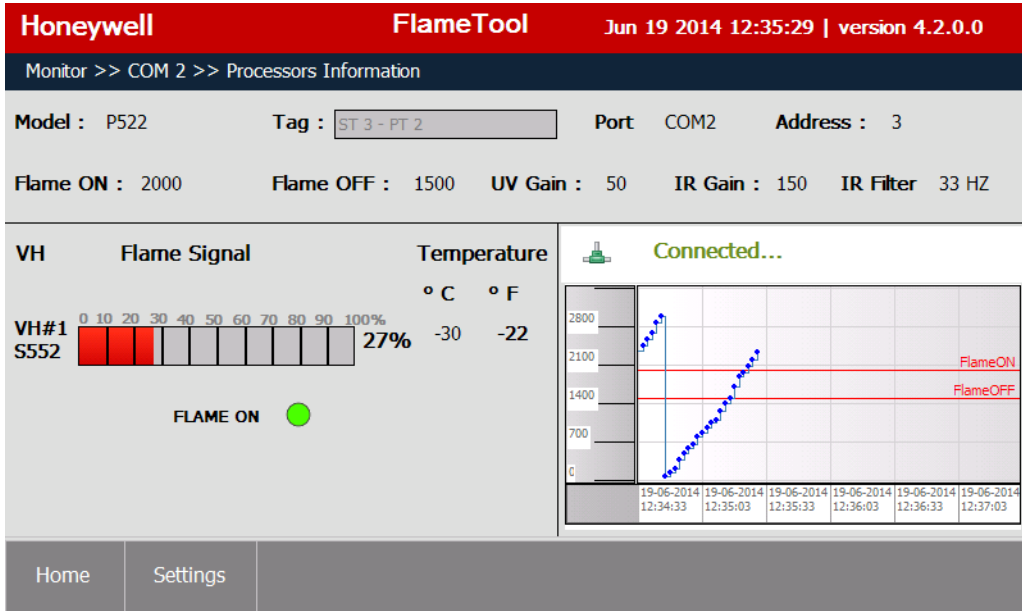 Honeywell FlameTool Jun 19 2014 12:35:29 | version 4.2.0.0
Monitor >> COM 2 >> Processors Information
Model : P522 Tag : ST 3 - PT 2 Port COM2 Address : 3
Flame ON : 2000 Flame OFF : 1500 UV Gain : 50 IR Gain : 150 IR Filter 33 HZ
VH Flame Signal Temperature
º C º F
VH#1
S552
0 10 20 30 40 50 60 70 80 90 100%
27% -30 -22
FLAME ON
Connected...
2800
2100
1400
700
0
FlameON
FlameOFF
19-06-2014 19-06-2014 19-06-2014 19-06-2014 19-06-2014 19-06-2014
12:34:33 12:35:03 12:35:33 12:36:03 12:36:33 12:37:03
Home Settings